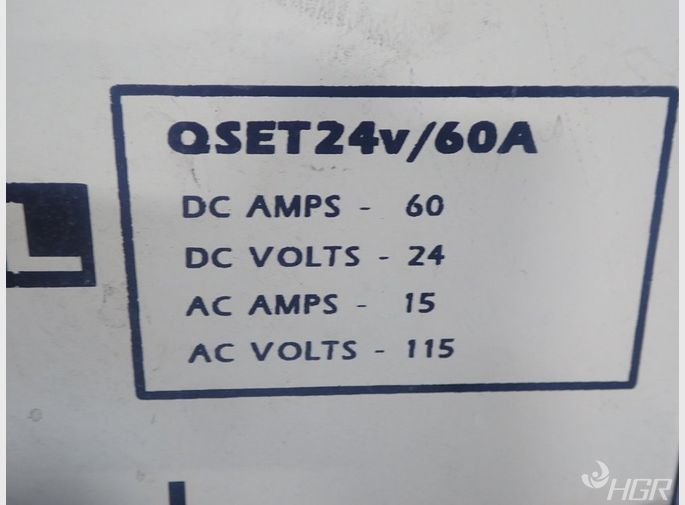 QSET24v/60A
DC AMPS - 60
DC VOLTS - 24
AC AMPS - 15
AC VOLTS - 115
HGR